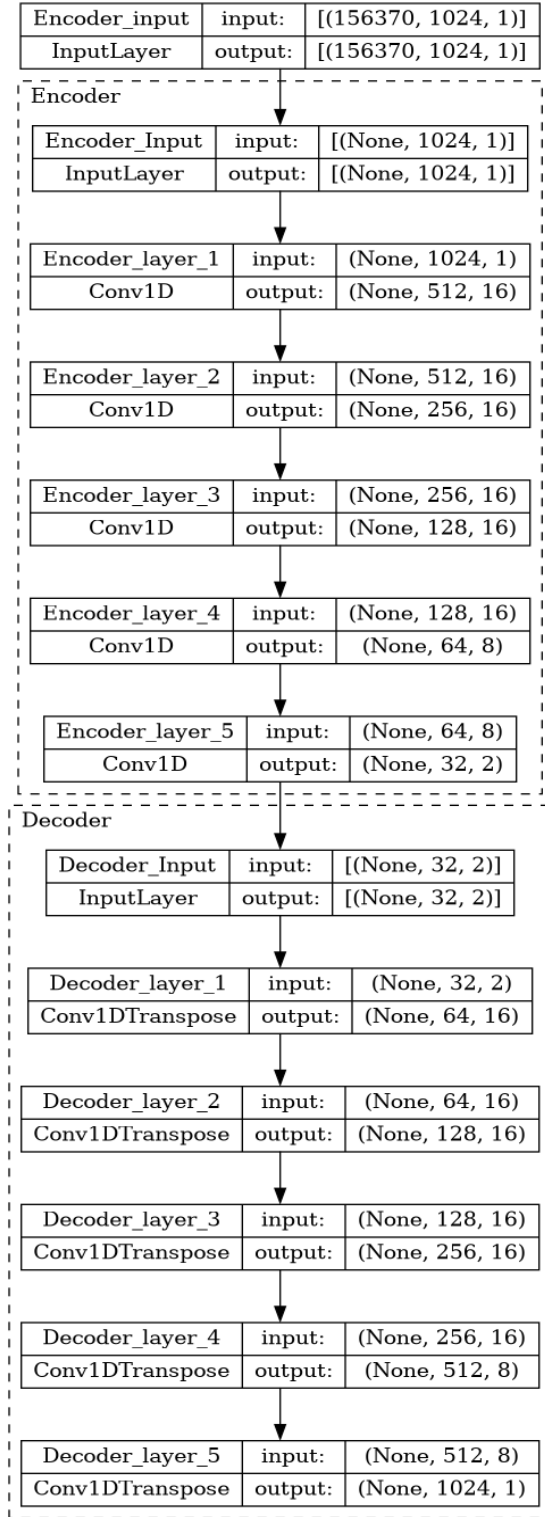 Encoder_input input: [(156370, 1024, 1)]
InputLayer output: [(156370, 1024, 1)]
Encoder
Encoder_Input input: [(None, 1024, 1)]
InputLayer output: [(None, 1024, 1)]
Encoder_layer_1 input: (None, 1024, 1)
Conv1D output: (None, 512, 16)
Encoder_layer_2 input: (None, 512, 16)
Conv1D output: (None, 256, 16)
Encoder_layer_3 input: (None, 256, 16)
Conv1D output: (None, 128, 16)
Encoder_layer_4 input: (None, 128, 16)
Conv1D output: (None, 64, 8)
Encoder_layer_5 input: (None, 64, 8)
Conv1D output: (None, 32, 2)
Decoder
Decoder_Input input: [(None, 32, 2)]
InputLayer output: [(None, 32, 2)]
Decoder_layer_1 input: (None, 32, 2)
Conv1DTranspose output: (None, 64, 16)
Decoder_layer_2 input: (None, 64, 16)
Conv1DTranspose output: (None, 128, 16)
Decoder_layer_3 input: (None, 128, 16)
Conv1DTranspose output: (None, 256, 16)
Decoder_layer_4 input: (None, 256, 16)
Conv1DTranspose output: (None, 512, 8)
Decoder_layer_5 input: (None, 512, 8)
Conv1DTranspose output: (None, 1024, 1)